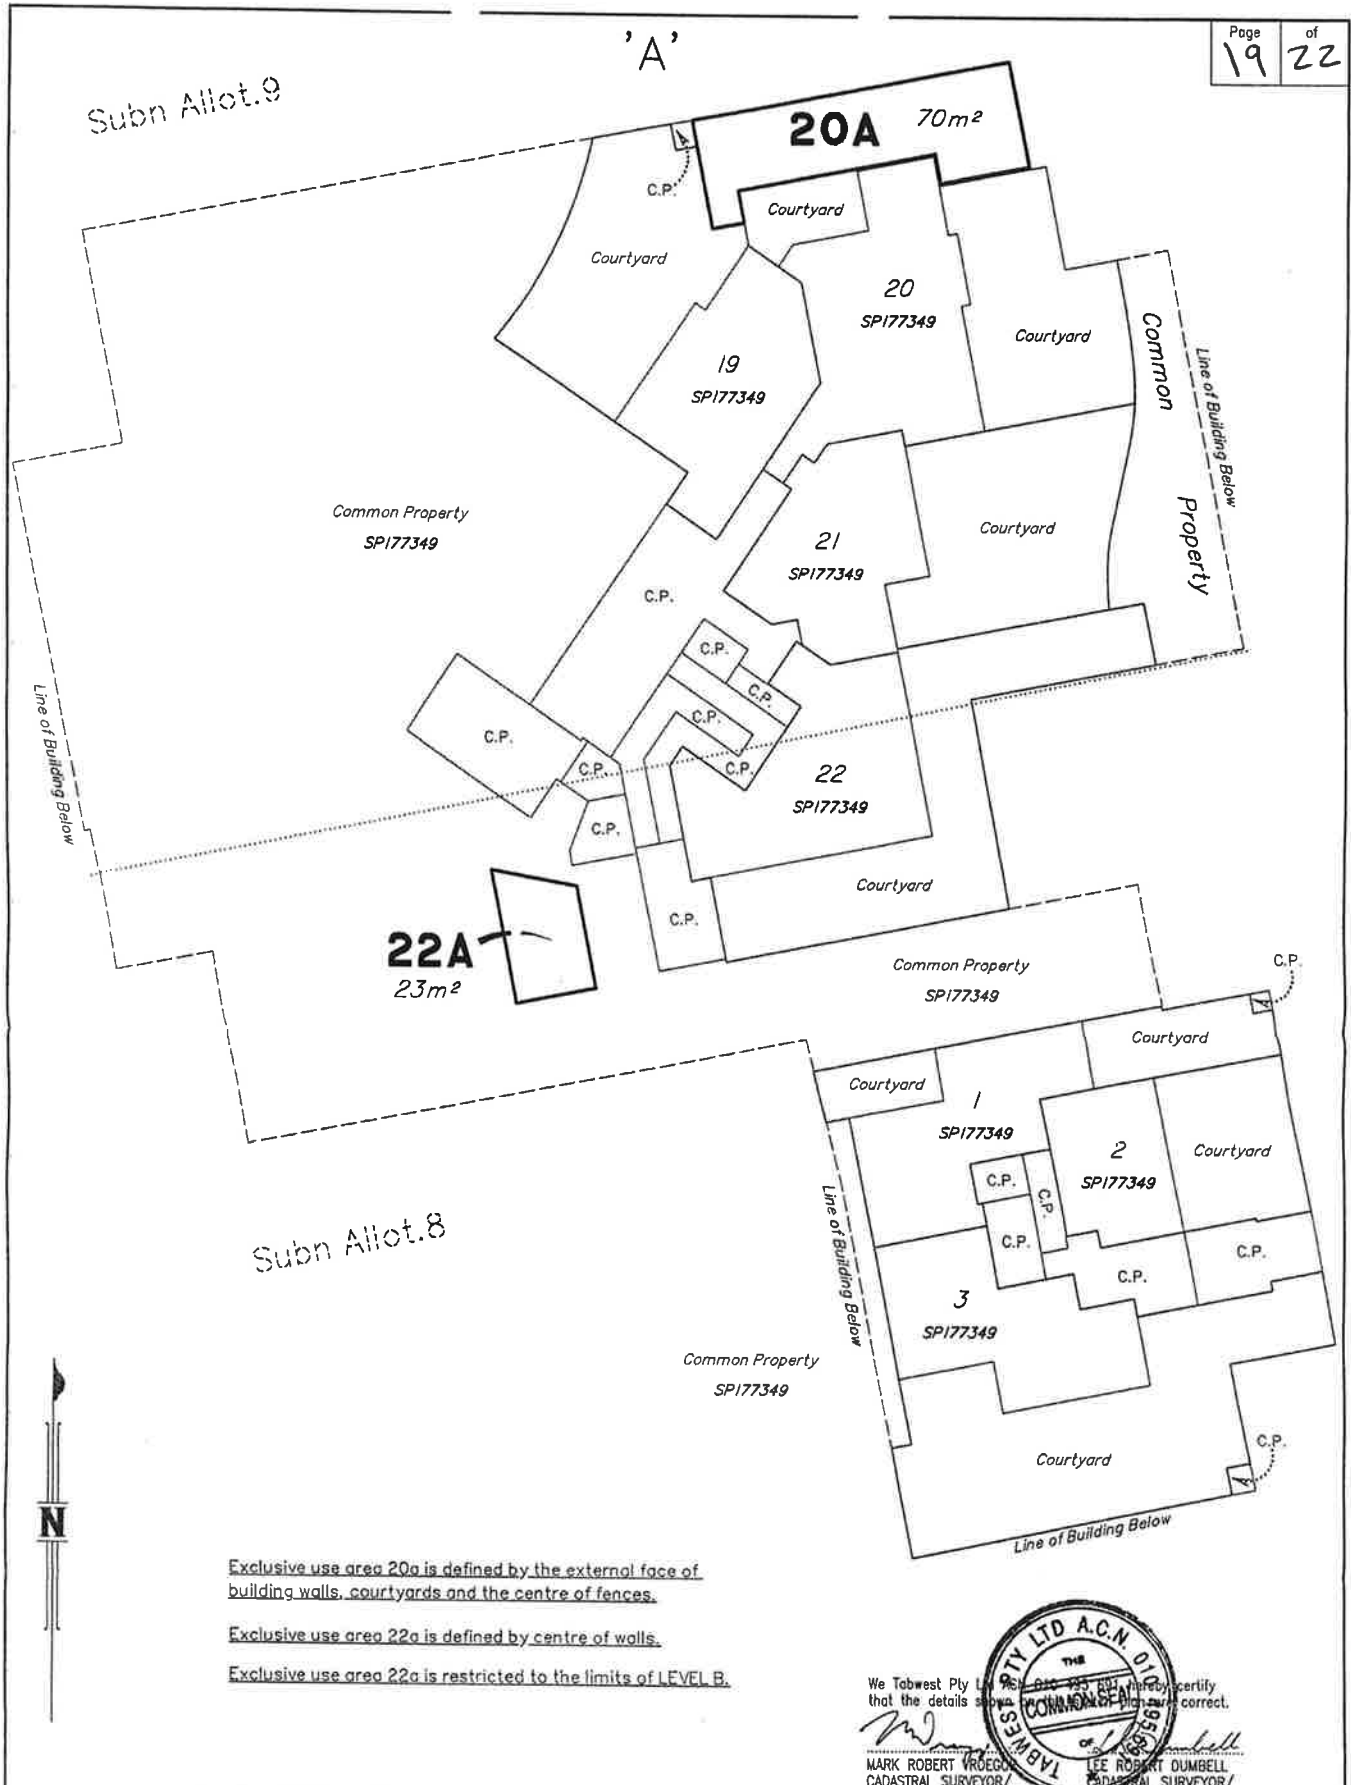 'A'
Page of
19 22
Subn Allot.9
20A 70m²
A
C.P.
Courtyard
Courtyard
20
SP177349
Courtyard
Common
Property
Line of Building Below
19
SP177349
Common Property
SP177349
Courtyard
21
SP177349
C.P.
C.P.
C.P.
C.P.
C.P.
C.P.
C.P.
C.P.
22
SP177349
Line of Building Below
Courtyard
C.P.
22A
23m²
Common Property
SP177349
C.P.
A
Courtyard
Courtyard
1
SP177349
2
SP177349
Courtyard
C.P.
C.P.
C.P.
C.P.
C.P.
Line of Building Below
Subn Allot.8
3
SP177349
Common Property
SP177349
Courtyard
C.P.
A
Line of Building Below
N
Exclusive use area 20a is defined by the external face of
building walls, courtyards and the centre of fences.
Exclusive use area 22a is defined by centre of walls.
Exclusive use area 22a is restricted to the limits of LEVEL B.
TABWEST PTY LTD A.C.N. 010 495 691
THE
COMMON SEAL
OF
We Tabwest Pty hereby certify
that the details correct.
MARK ROBERT LEE ROBERT DUMBELL
CADASTRAL SURVEYOR/ CADASTRAL SURVEYOR/